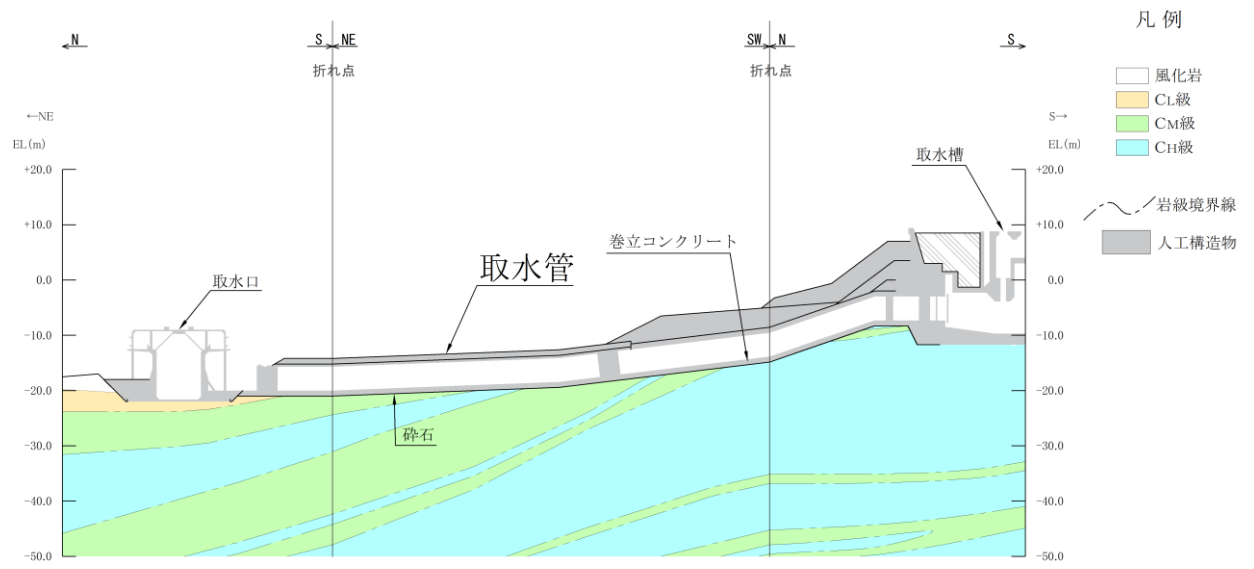 凡 例
N
S
NE
SW
N
S
折れ点
折れ点
風化岩
CL級
CM級
CH級
←NE
S→
EL(m)
EL(m)
取水槽
+20.0
+20.0
岩級境界線
+10.0
+10.0
人工構造物
巻立コンクリート
取水管
取水口
0.0
0.0
-10.0
-10.0
-20.0
-20.0
砕石
-30.0
-30.0
-40.0
-40.0
-50.0
-50.0